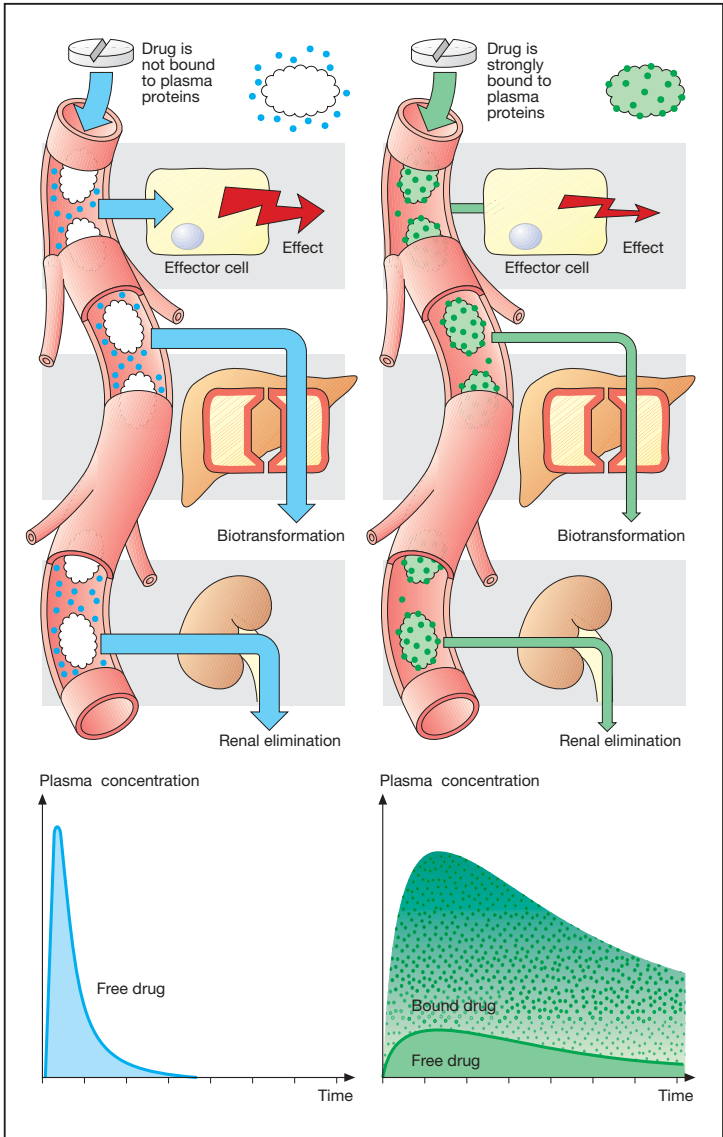 Drug is
not bound
to plasma
proteins
Drug is
strongly
bound to
plasma
proteins
Effect
Effector cell
Effect
Effector cell
Biotransformation
Biotransformation
Renal elimination
Renal elimination
Plasma concentration
Plasma concentration
Free drug
Bound drug
Free drug
Time
Time